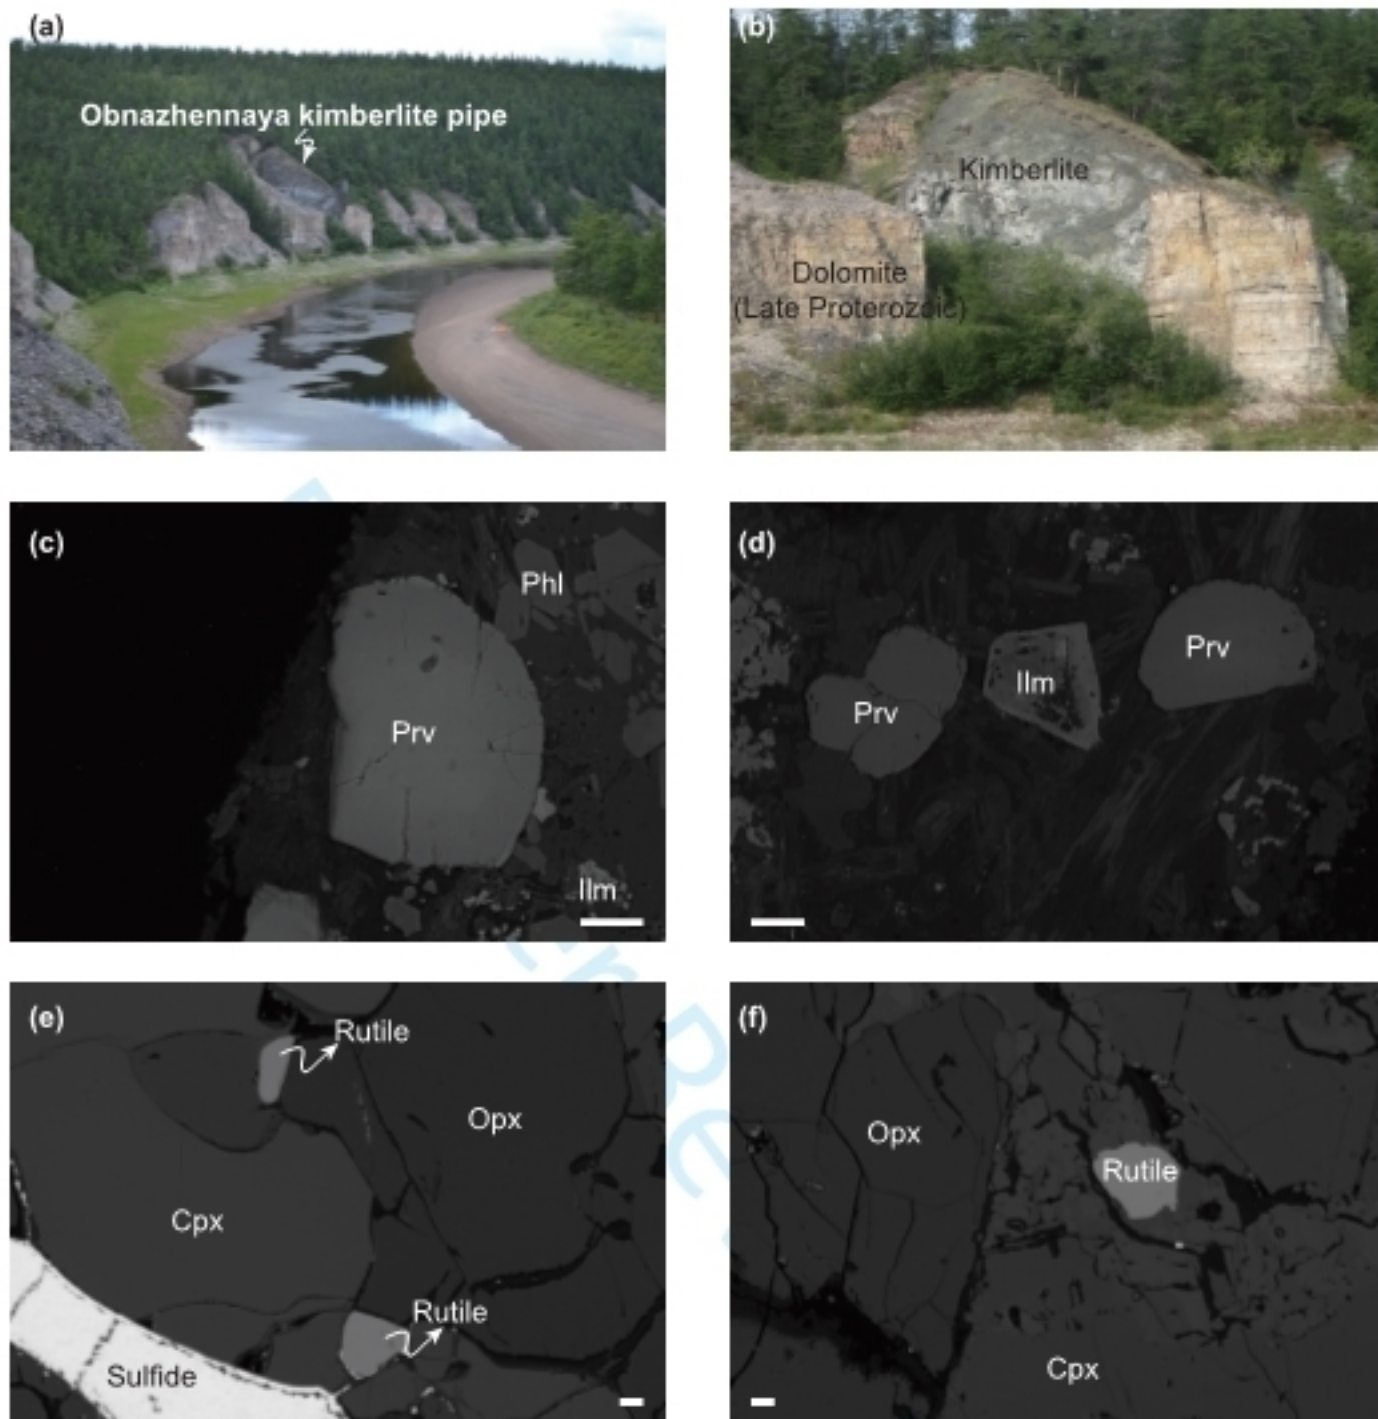 (a)
Obnazhennaya kimberlite pipe
(b)
Kimberlite
Dolomite
(Late Proterozoic)
(c)
Phl
Prv
Ilm
(d)
Prv
Ilm
Prv
(e)
Rutile
Opx
Cpx
Rutile
Sulfide
(f)
Opx
Rutile
Cpx